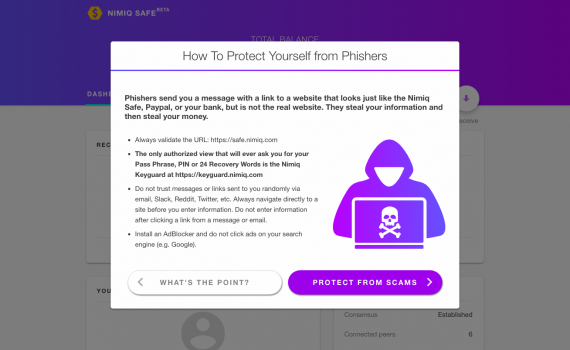 NIMIQ SAFE BETA
TOTAL BALANCE
How To Protect Yourself from Phishers
Phishers send you a message with a link to a website that looks just like the Nimiq
Safe, Paypal, or your bank, but is not the real website. They steal your information and
then steal your money.
• Always validate the URL: https://safe.nimiq.com
• The only authorized view that will ever ask you for your
Pass Phrase, PIN or 24 Recovery Words is the Nimiq
Keyguard at https://keyguard.nimiq.com
• Do not trust messages or links sent to you randomly via
email, Slack, Reddit, Twitter, etc. Always navigate directly to a
site before you enter information. Do not enter information
after clicking a link from a message or email.
• Install an AdBlocker and do not click ads on your search
engine (e.g. Google).
WHAT'S THE POINT?
PROTECT FROM SCAMS
DASH
eceive
REC
YOU
Consensus Established
Connected peers 6